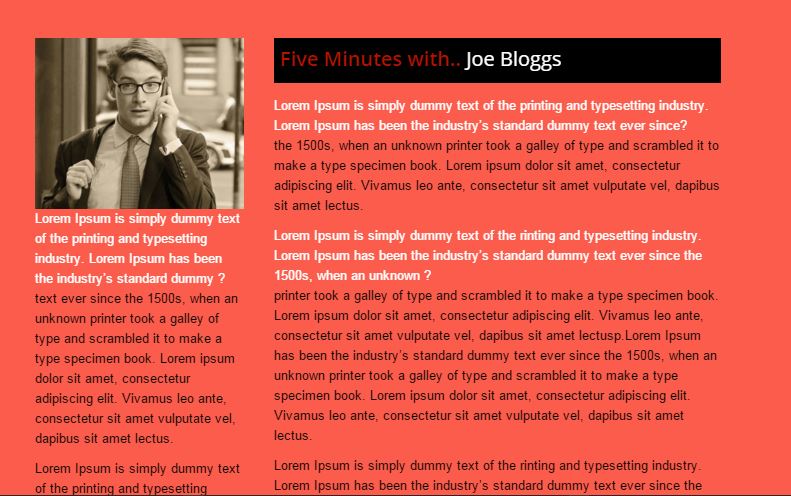 Five Minutes with.. Joe Bloggs
Lorem Ipsum is simply dummy text
of the printing and typesetting
industry. Lorem Ipsum has been
the industry's standard dummy ?
text ever since the 1500s, when an
unknown printer took a galley of
type and scrambled it to make a
type specimen book. Lorem ipsum
dolor sit amet, consectetur
adipiscing elit. Vivamus leo ante,
consectetur sit amet vulputate vel,
dapibus sit amet lectus.
Lorem Ipsum is simply dummy text
of the printing and typesetting
Lorem Ipsum is simply dummy text of the printing and typesetting industry.
Lorem Ipsum has been the industry's standard dummy text ever since?
the 1500s, when an unknown printer took a galley of type and scrambled it to
make a type specimen book. Lorem ipsum dolor sit amet, consectetur
adipiscing elit. Vivamus leo ante, consectetur sit amet vulputate vel, dapibus
sit amet lectus.
Lorem Ipsum is simply dummy text of the rinting and typesetting industry.
Lorem Ipsum has been the industry's standard dummy text ever since the
1500s, when an unknown ?
printer took a galley of type and scrambled it to make a type specimen book.
Lorem ipsum dolor sit amet, consectetur adipiscing elit. Vivamus leo ante,
consectetur sit amet vulputate vel, dapibus sit amet lectusp.Lorem Ipsum
has been the industry's standard dummy text ever since the 1500s, when an
unknown printer took a galley of type and scrambled it to make a type
specimen book. Lorem ipsum dolor sit amet, consectetur adipiscing elit.
Vivamus leo ante, consectetur sit amet vulputate vel, dapibus sit amet
lectus.
Lorem Ipsum is simply dummy text of the rinting and typesetting industry.
Lorem Ipsum has been the industry's standard dummy text ever since the